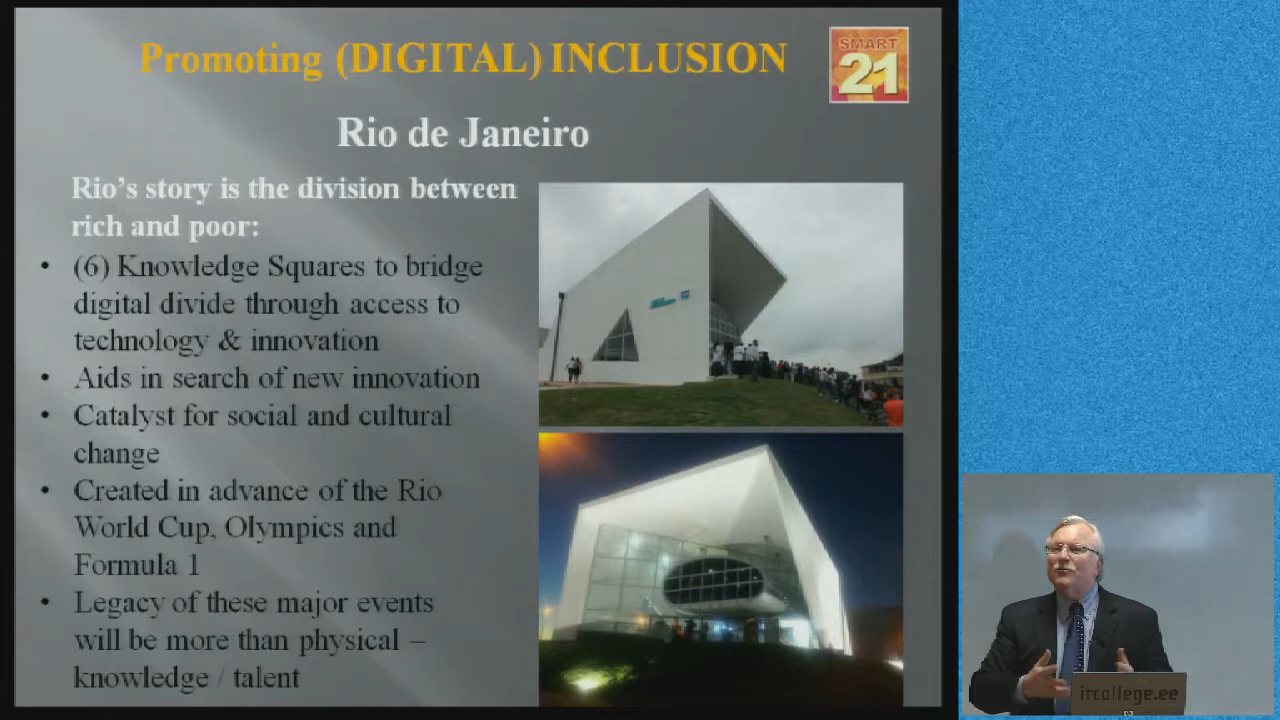 Promoting (DIGITAL) INCLUSION
SMART
21
Rio de Janeiro
Rio's story is the division between
rich and poor:
• (6) Knowledge Squares to bridge
digital divide through access to
technology & innovation
• Aids in search of new innovation
• Catalyst for social and cultural
change
• Created in advance of the Rio
World Cup, Olympics and
Formula 1
• Legacy of these major events
will be more than physical –
knowledge / talent
itcollege.ee